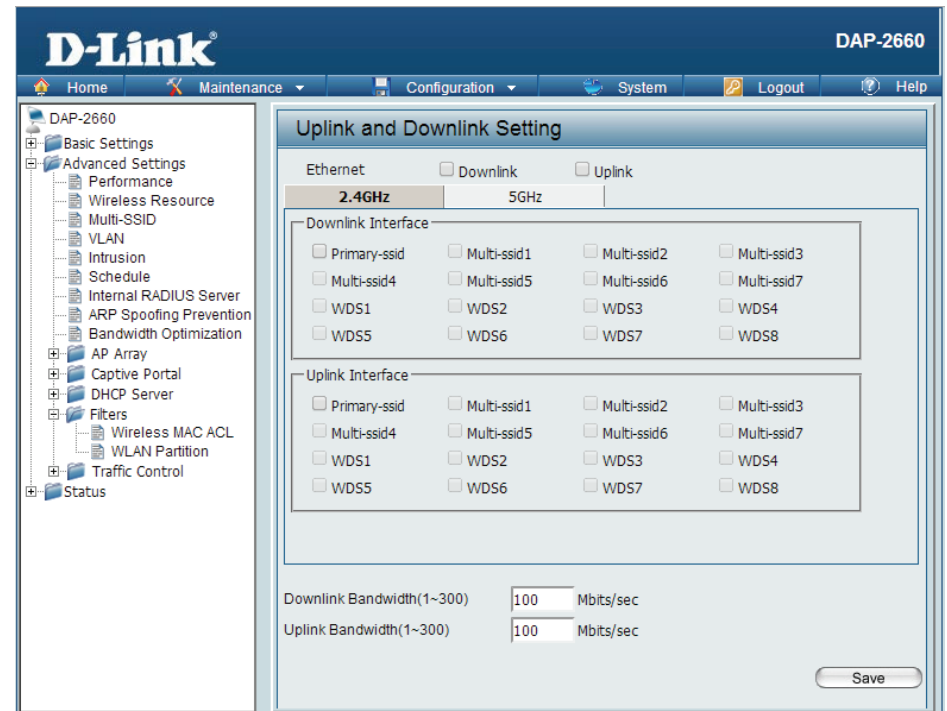 D-Link®
DAP-2660
Home Maintenance Configuration System Logout Help
DAP-2660
Basic Settings
Advanced Settings
Performance
Wireless Resource
Multi-SSID
VLAN
Intrusion
Schedule
Internal RADIUS Server
ARP Spoofing Prevention
Bandwidth Optimization
AP Array
Captive Portal
DHCP Server
Filters
Wireless MAC ACL
WLAN Partition
Traffic Control
Status
Uplink and Downlink Setting
Ethernet Downlink Uplink
2.4GHz 5GHz
Downlink Interface
Primary-ssid Multi-ssid1 Multi-ssid2 Multi-ssid3
Multi-ssid4 Multi-ssid5 Multi-ssid6 Multi-ssid7
WDS1 WDS2 WDS3 WDS4
WDS5 WDS6 WDS7 WDS8
Uplink Interface
Primary-ssid Multi-ssid1 Multi-ssid2 Multi-ssid3
Multi-ssid4 Multi-ssid5 Multi-ssid6 Multi-ssid7
WDS1 WDS2 WDS3 WDS4
WDS5 WDS6 WDS7 WDS8
Downlink Bandwidth(1~300) 100 Mbits/sec
Uplink Bandwidth(1~300) 100 Mbits/sec
Save